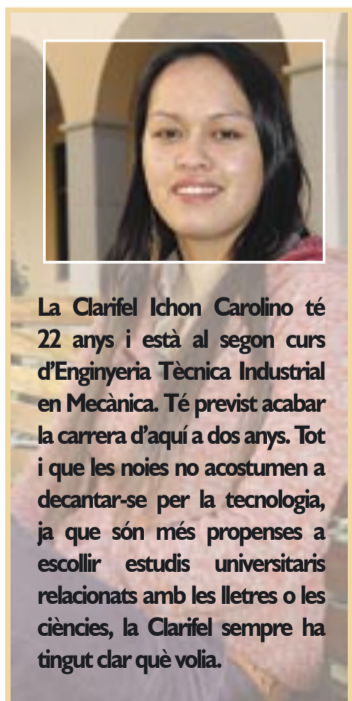 La Clarifel Ichon Carolino té
22 anys i està al segon curs
d'Enginyeria Tècnica Industrial
en Mecànica. Té previst acabar
la carrera d'aquí a dos anys. Tot
i que les noies no acostumen a
decantar-se per la tecnologia,
ja que són més propenses a
escollir estudis universitaris
relacionats amb les lletres o les
ciències, la Clarifel sempre ha
tingut clar què volia.